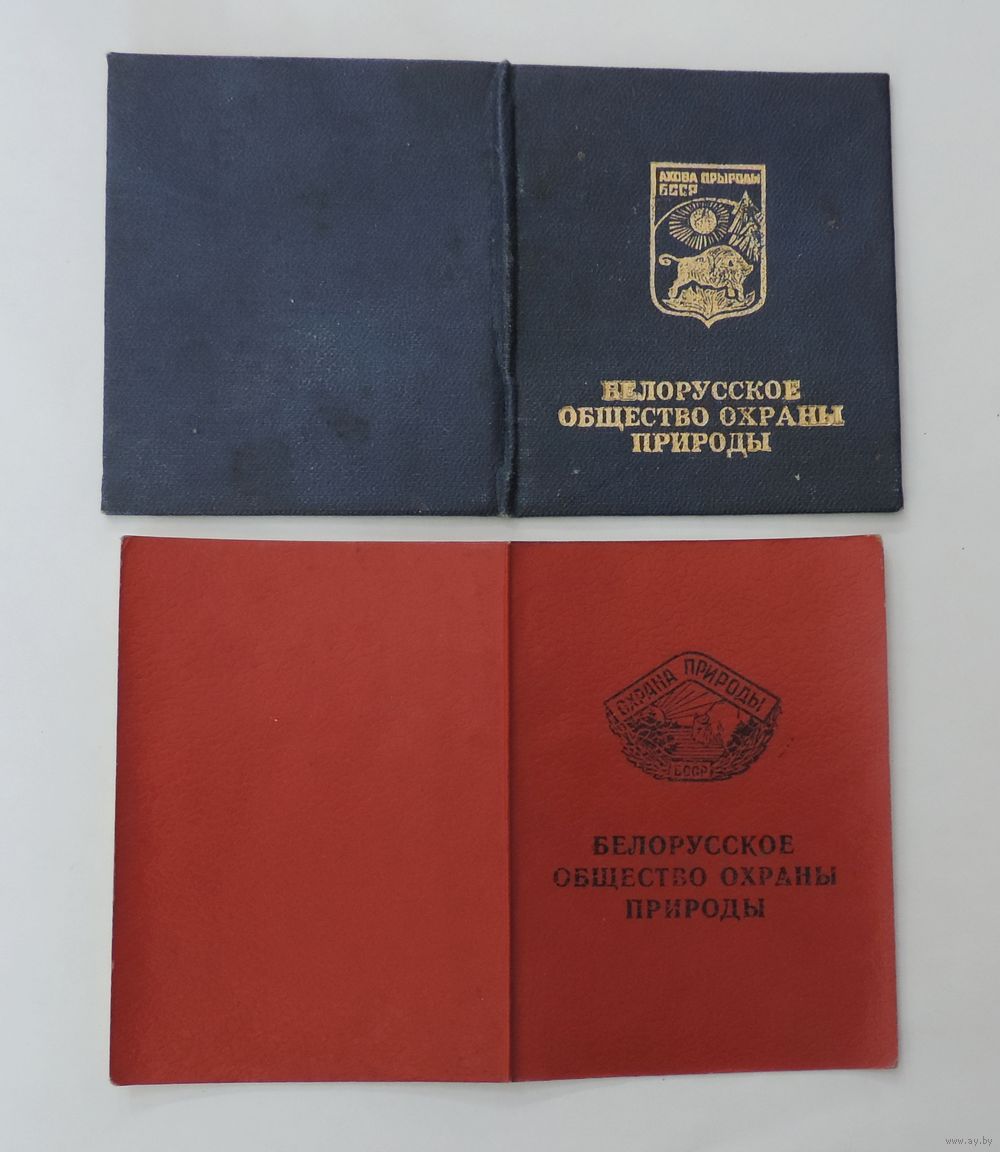 АХОВА ПРЫРОДЫ
БССР
БЕЛОРУССКОЕ
ОБЩЕСТВО ОХРАНЫ
ПРИРОДЫ
ОХРАНА ПРИРОДЫ
БССР
БЕЛОРУССКОЕ
ОБЩЕСТВО ОХРАНЫ
ПРИРОДЫ
www.ay.by